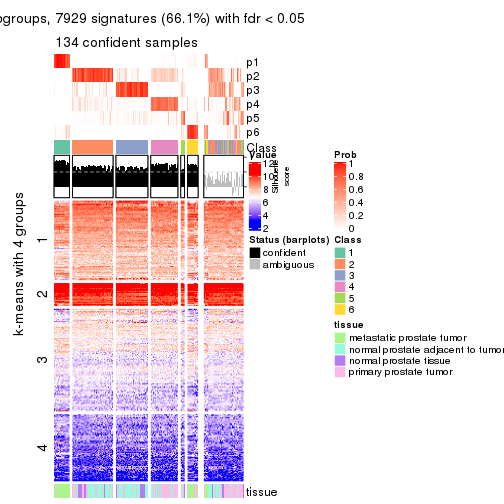 ogroups, 7929 signatures (66.1%) with fdr < 0.05
134 confident samples
p1
p2
p3
p4
p5
p6
Class
silhouette
score
k-means with 4 groups
1
2
3
4
tissue
Value
12
8
6
4
2
Status (barplots)
confident
ambiguous
Prob
1
0.8
0.6
0.4
0.2
0
Class
1
2
3
4
5
6
tissue
metastatic prostate tumor
normal prostate adjacent to tumor
normal prostate tissue
primary prostate tumor